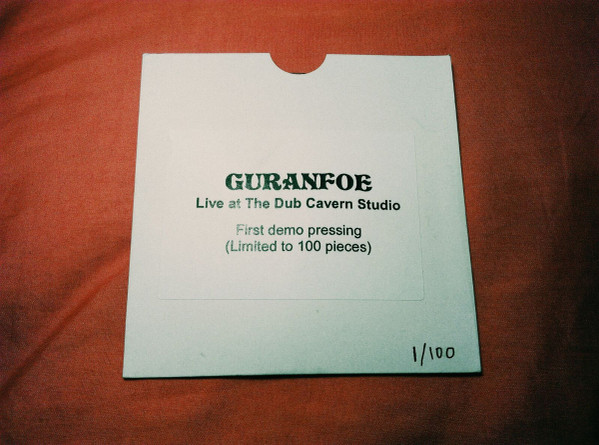 GURANFOE
Live at The Dub Cavern Studio
First demo pressing
(Limited to 100 pieces)
1/100